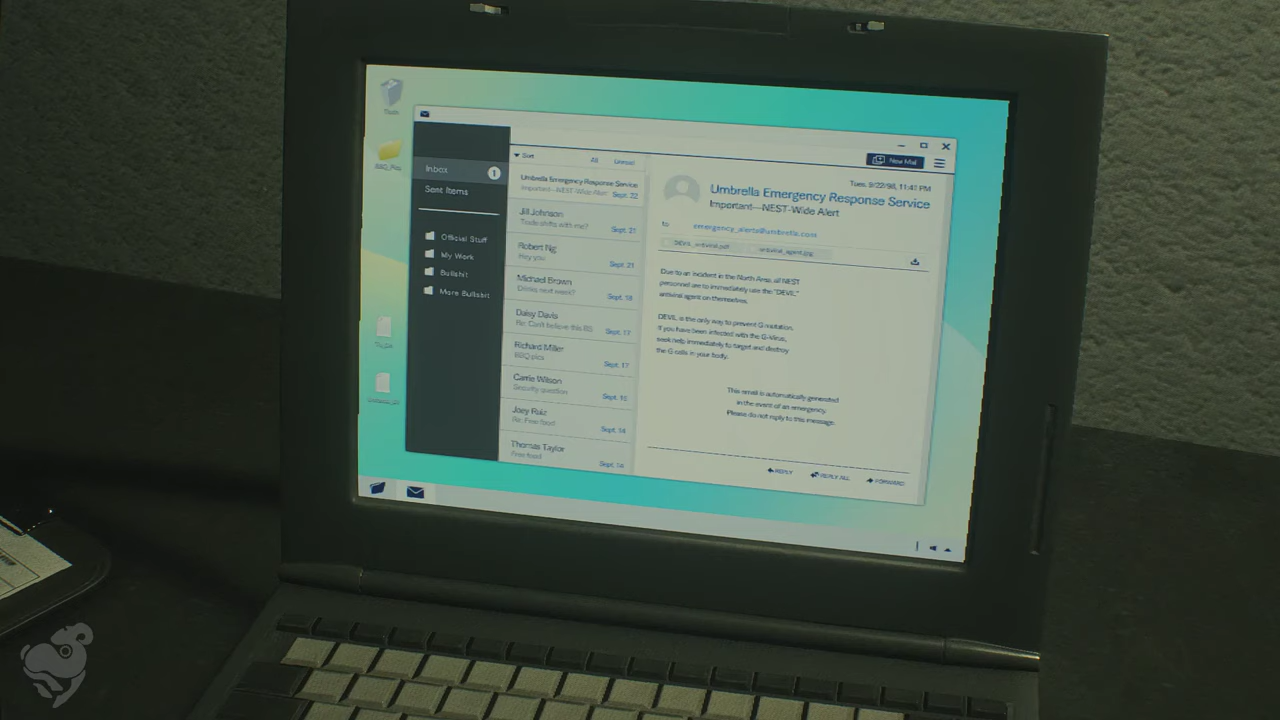 Tools
BBQ_Pics
Inbox
1
Sent Items
Official Stuff
My Work
Bullshit
More Bullshit
Sort
All
Unread
Umbrella Emergency Response Service
Important—NEST-Wide Alert
Sept. 22
Jill Johnson
Trade shifts with me?
Sept. 21
Robert Ng
Hey you
Sept. 21
Michael Brown
Drinks next week?
Sept. 18
Daisy Davis
Re: Can't believe this BS
Sept. 17
Richard Miller
BBQ pics
Sept. 17
Carrie Wilson
Security question
Sept. 15
Joey Ruiz
Re: Free food
Sept. 14
Thomas Taylor
Free food
Sept. 14
New Mail
Tues. 9/22/98, 11:41 PM
Umbrella Emergency Response Service
Important—NEST-Wide Alert
to
emergency_alerts@umbrella.com
DEVIL_antiviral.pdf
antiviral_agent.jpg
Due to an incident in the North Area, all NEST
personnel are to immediately use the "DEVIL"
antiviral agent on themselves.
DEVIL is the only way to prevent G mutation.
If you have been infected with the G-Virus,
seek help immediately to target and destroy
the G cells in your body.
This email is automatically generated
in the event of an emergency.
Please do not reply to this message.
REPLY
REPLY ALL
FORWARD